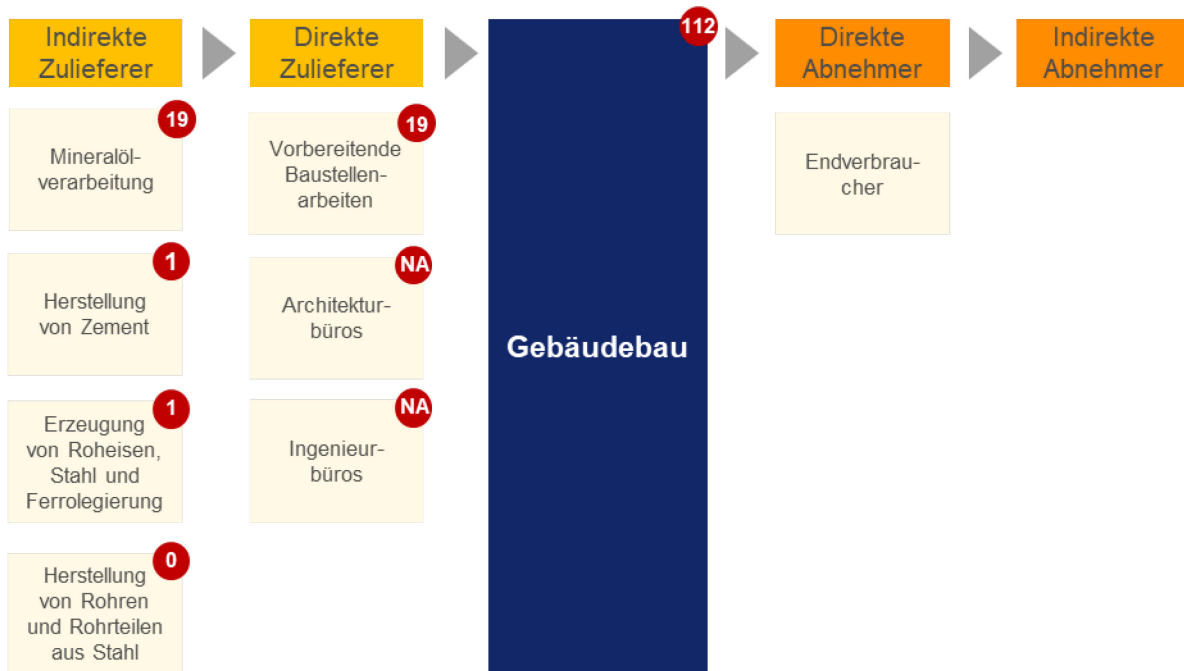 Indirekte
Zulieferer
Direkte
Zulieferer
112
Direkte
Abnehmer
Indirekte
Abnehmer
19
Mineralöl-
verarbeitung
1
Herstellung
von Zement
1
Erzeugung
von Roheisen,
Stahl und
Ferrolegierung
0
Herstellung
von Rohren
und Rohrteilen
aus Stahl
19
Vorbereitende
Baustellen-
arbeiten
NA
Architektur-
büros
NA
Ingenieur-
büros
Gebäudebau
Endverbrau-
cher